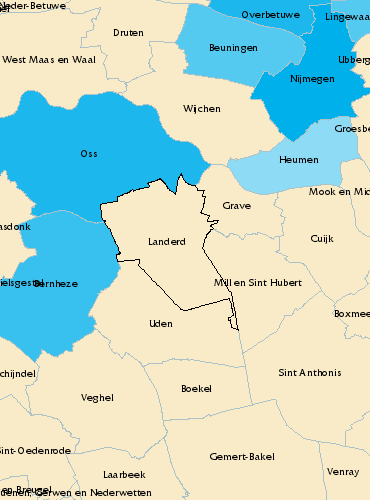 Neder-Betuwe
Overbetuwe
Lingewaa
Druten
Beuningen
West Maas en Waal
Ubberg
Nijmegen
Wijchen
Groesbe
Oss
Heumen
Mook en Mid
Grave
asdonk
Cuijk
Landerd
ielsgestel
Bernheze
Mill en Sint Hubert
Boxmee
Uden
Sint Anthonis
chijndel
Boekel
Veghel
Sint-Oedenrode
Gemert-Bakel
Laarbeek
Venray
en Breugel
uenen, Gerwen en Nederwetten